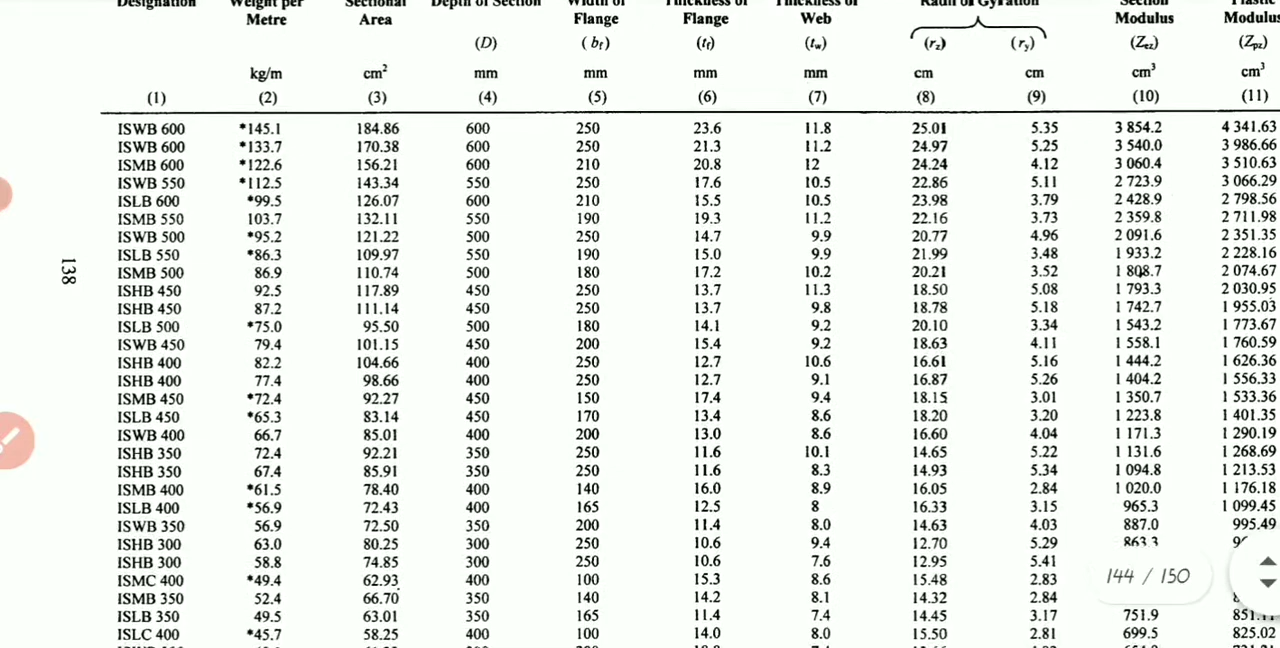 Designation Weight per Sectional Depth of Section Width of Thickness of Thickness of Radii of Gyration Section Plastic
Metre Area Flange Flange Web Modulus Modulus
(D) (bf) (tf) (tw) (rz) (ry) (Zez) (Zpz)
kg/m cm² mm mm mm mm cm cm cm³ cm³
(1) (2) (3) (4) (5) (6) (7) (8) (9) (10) (11)
ISWB 600 *145.1 184.86 600 250 23.6 11.8 25.01 5.35 3 854.2 4 341.63
ISWB 600 *133.7 170.38 600 250 21.3 11.2 24.97 5.25 3 540.0 3 986.66
ISMB 600 *122.6 156.21 600 210 20.8 12 24.24 4.12 3 060.4 3 510.63
ISWB 550 *112.5 143.34 550 250 17.6 10.5 22.86 5.11 2 723.9 3 066.29
ISLB 600 *99.5 126.07 600 210 15.5 10.5 23.98 3.79 2 428.9 2 798.56
ISMB 550 103.7 132.11 550 190 19.3 11.2 22.16 3.73 2 359.8 2 711.98
ISWB 500 *95.2 121.22 500 250 14.7 9.9 20.77 4.96 2 091.6 2 351.35
ISLB 550 *86.3 109.97 550 190 15.0 9.9 21.99 3.48 1 933.2 2 228.16
ISMB 500 86.9 110.74 500 180 17.2 10.2 20.21 3.52 1 808.7 2 074.67
ISHB 450 92.5 117.89 450 250 13.7 11.3 18.50 5.08 1 793.3 2 030.95
ISHB 450 87.2 111.14 450 250 13.7 9.8 18.78 5.18 1 742.7 1 955.03
ISLB 500 *75.0 95.50 500 180 14.1 9.2 20.10 3.34 1 543.2 1 773.67
ISWB 450 79.4 101.15 450 200 15.4 9.2 18.63 4.11 1 558.1 1 760.59
ISHB 400 82.2 104.66 400 250 12.7 10.6 16.61 5.16 1 444.2 1 626.36
ISHB 400 77.4 98.66 400 250 12.7 9.1 16.87 5.26 1 404.2 1 556.33
ISMB 450 *72.4 92.27 450 150 17.4 9.4 18.15 3.01 1 350.7 1 533.36
ISLB 450 *65.3 83.14 450 170 13.4 8.6 18.20 3.20 1 223.8 1 401.35
ISWB 400 66.7 85.01 400 200 13.0 8.6 16.60 4.04 1 171.3 1 290.19
ISHB 350 72.4 92.21 350 250 11.6 10.1 14.65 5.22 1 131.6 1 268.69
ISHB 350 67.4 85.91 350 250 11.6 8.3 14.93 5.34 1 094.8 1 213.53
ISMB 400 *61.5 78.40 400 140 16.0 8.9 16.05 2.84 1 020.0 1 176.18
ISLB 400 *56.9 72.43 400 165 12.5 8 16.33 3.15 965.3 1 099.45
ISWB 350 56.9 72.50 350 200 11.4 8.0 14.63 4.03 887.0 995.49
ISHB 300 63.0 80.25 300 250 10.6 9.4 12.70 5.29 863.3
ISHB 300 58.8 74.85 300 250 10.6 7.6 12.95 5.41
ISMC 400 *49.4 62.93 400 100 15.3 8.6 15.48 2.83
ISMB 350 52.4 66.70 350 140 14.2 8.1 14.32 2.84
ISLB 350 49.5 63.01 350 165 11.4 7.4 14.45 3.17 751.9 851.11
ISLC 400 *45.7 58.25 400 100 14.0 8.0 15.50 2.81 699.5 825.02
138
144 / 150